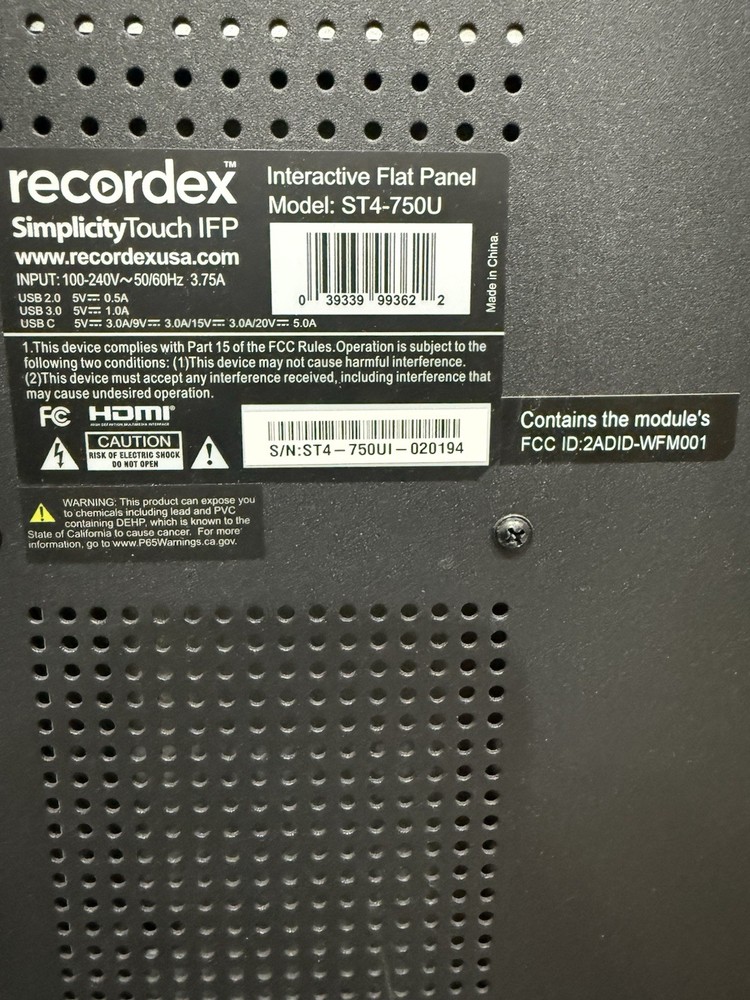 recordex™
SimplicityTouch IFP
www.recordexusa.com
Interactive Flat Panel
Model: ST4-750U
0 39339 99362 2
Made in China.
INPUT: 100-240V～50/60Hz 3.75A
USB 2.0 5V⎓ 0.5A
USB 3.0 5V⎓ 1.0A
USB C 5V⎓ 3.0A/9V⎓ 3.0A/15V⎓ 3.0A/20V⎓ 5.0A
1.This device complies with Part 15 of the FCC Rules.Operation is subject to the
following two conditions: (1)This device may not cause harmful interference.
(2)This device must accept any interference received, including interference that
may cause undesired operation.
FC HDMI®
HIGH DEFINITION MULTIMEDIA INTERFACE
CAUTION
RISK OF ELECTRIC SHOCK
DO NOT OPEN
S/N:ST4-750UI-020194
Contains the module's
FCC ID:2ADID-WFM001
WARNING: This product can expose you
to chemicals including lead and PVC
containing DEHP, which is known to the
State of California to cause cancer. For more
information, go to www.P65Warnings.ca.gov.